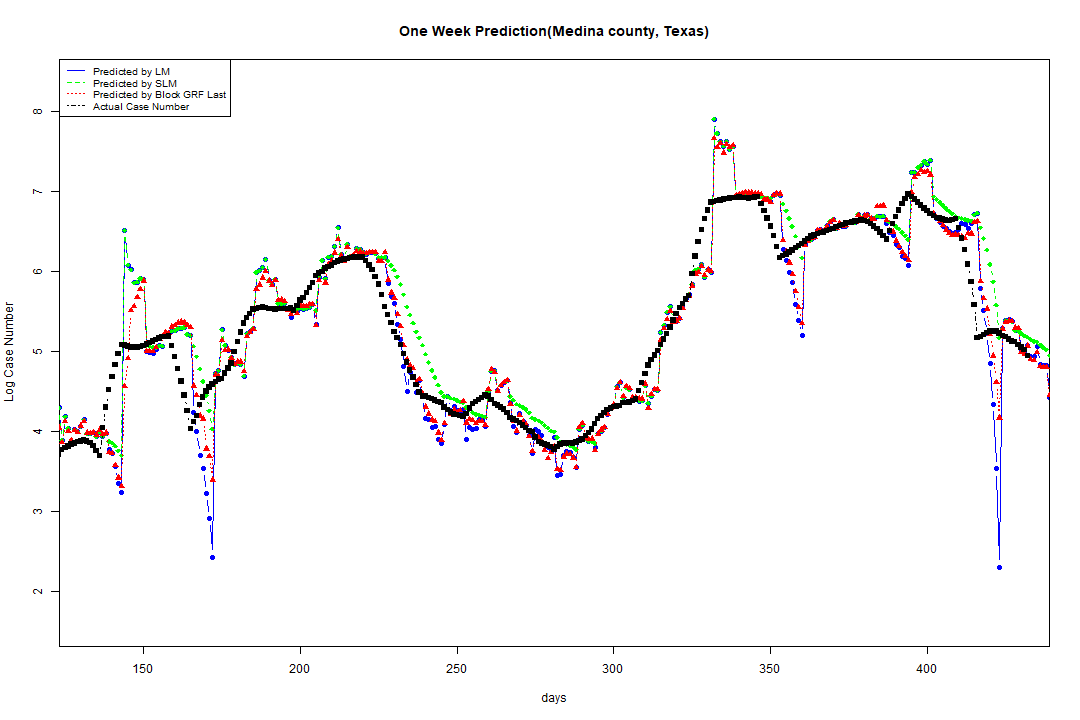 One Week Prediction(Medina county, Texas)
Predicted by LM
Predicted by SLM
Predicted by Block GRF Last
Actual Case Number
Log Case Number
8
7
6
5
4
3
2
150 200 250 300 350 400
days